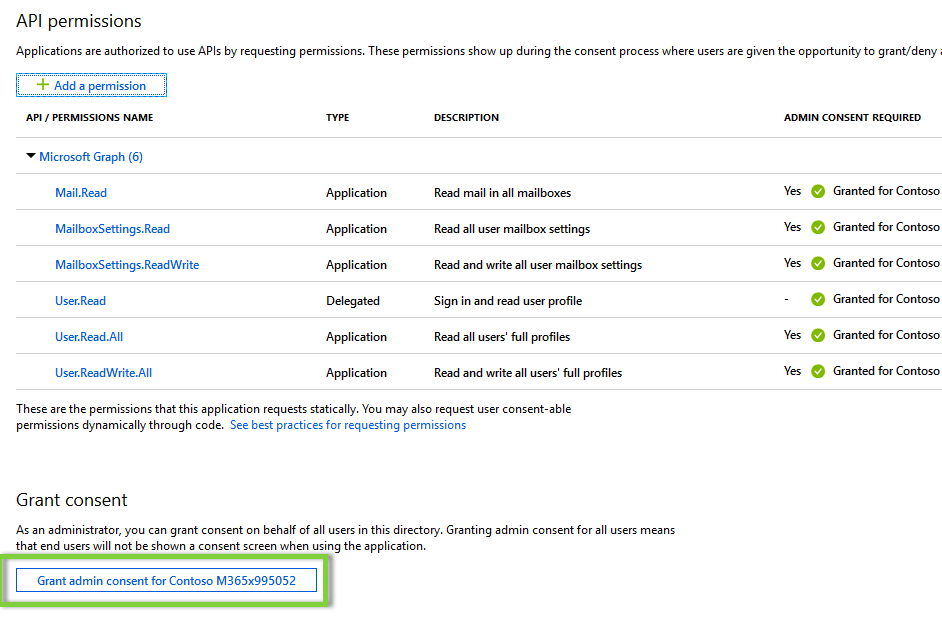 API permissions
Applications are authorized to use APIs by requesting permissions. These permissions show up during the consent process where users are given the opportunity to grant/deny a
+ Add a permission
API / PERMISSIONS NAME TYPE DESCRIPTION ADMIN CONSENT REQUIRED
Microsoft Graph (6)
Mail.Read Application Read mail in all mailboxes Yes Granted for Contoso
MailboxSettings.Read Application Read all user mailbox settings Yes Granted for Contoso
MailboxSettings.ReadWrite Application Read and write all user mailbox settings Yes Granted for Contoso
User.Read Delegated Sign in and read user profile - Granted for Contoso
User.Read.All Application Read all users' full profiles Yes Granted for Contoso
User.ReadWrite.All Application Read and write all users' full profiles Yes Granted for Contoso
These are the permissions that this application requests statically. You may also request user consent-able
permissions dynamically through code. See best practices for requesting permissions
Grant consent
As an administrator, you can grant consent on behalf of all users in this directory. Granting admin consent for all users means
that end users will not be shown a consent screen when using the application.
Grant admin consent for Contoso M365x995052